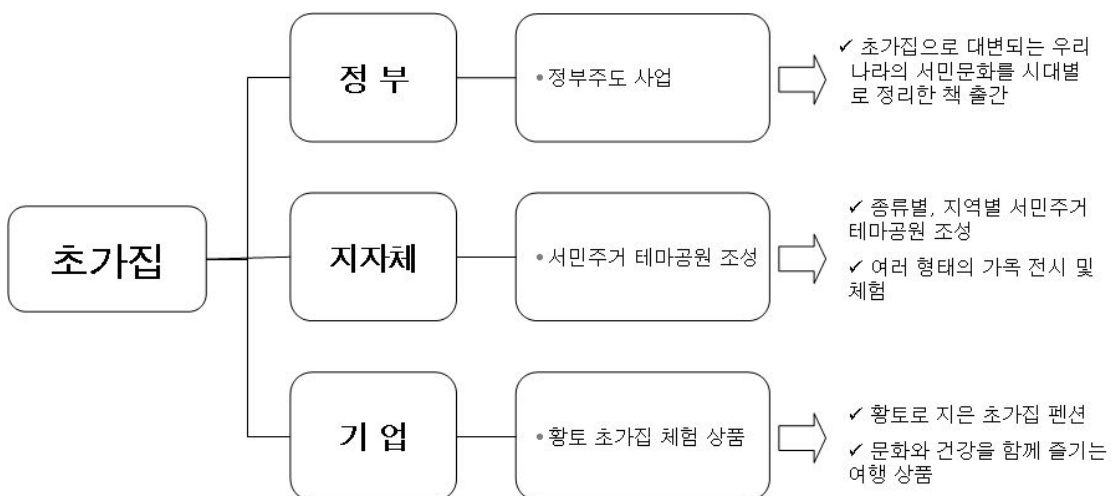 초가집
정 부
• 정부주도 사업
✓ 초가집으로 대변되는 우리
나라의 서민문화를 시대별
로 정리한 책 출간
지자체
• 서민주거 테마공원 조성
✓ 종류별, 지역별 서민주거
테마공원 조성
✓ 여러 형태의 가옥 전시 및
체험
기 업
• 황토 초가집 체험 상품
✓ 황토로 지은 초가집 펜션
✓ 문화와 건강을 함께 즐기는
여행 상품